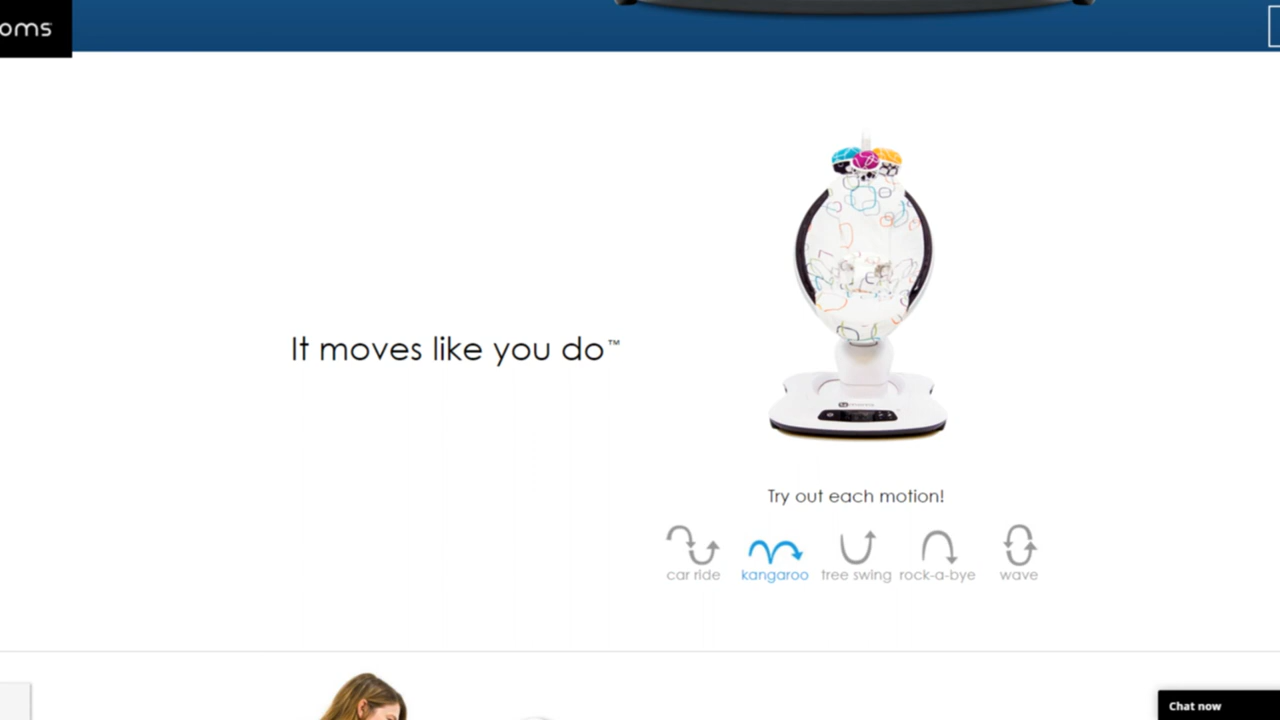 oms
It moves like you do™
Try out each motion!
car ride
kangaroo
tree swing
rock-a-bye
wave
Chat now